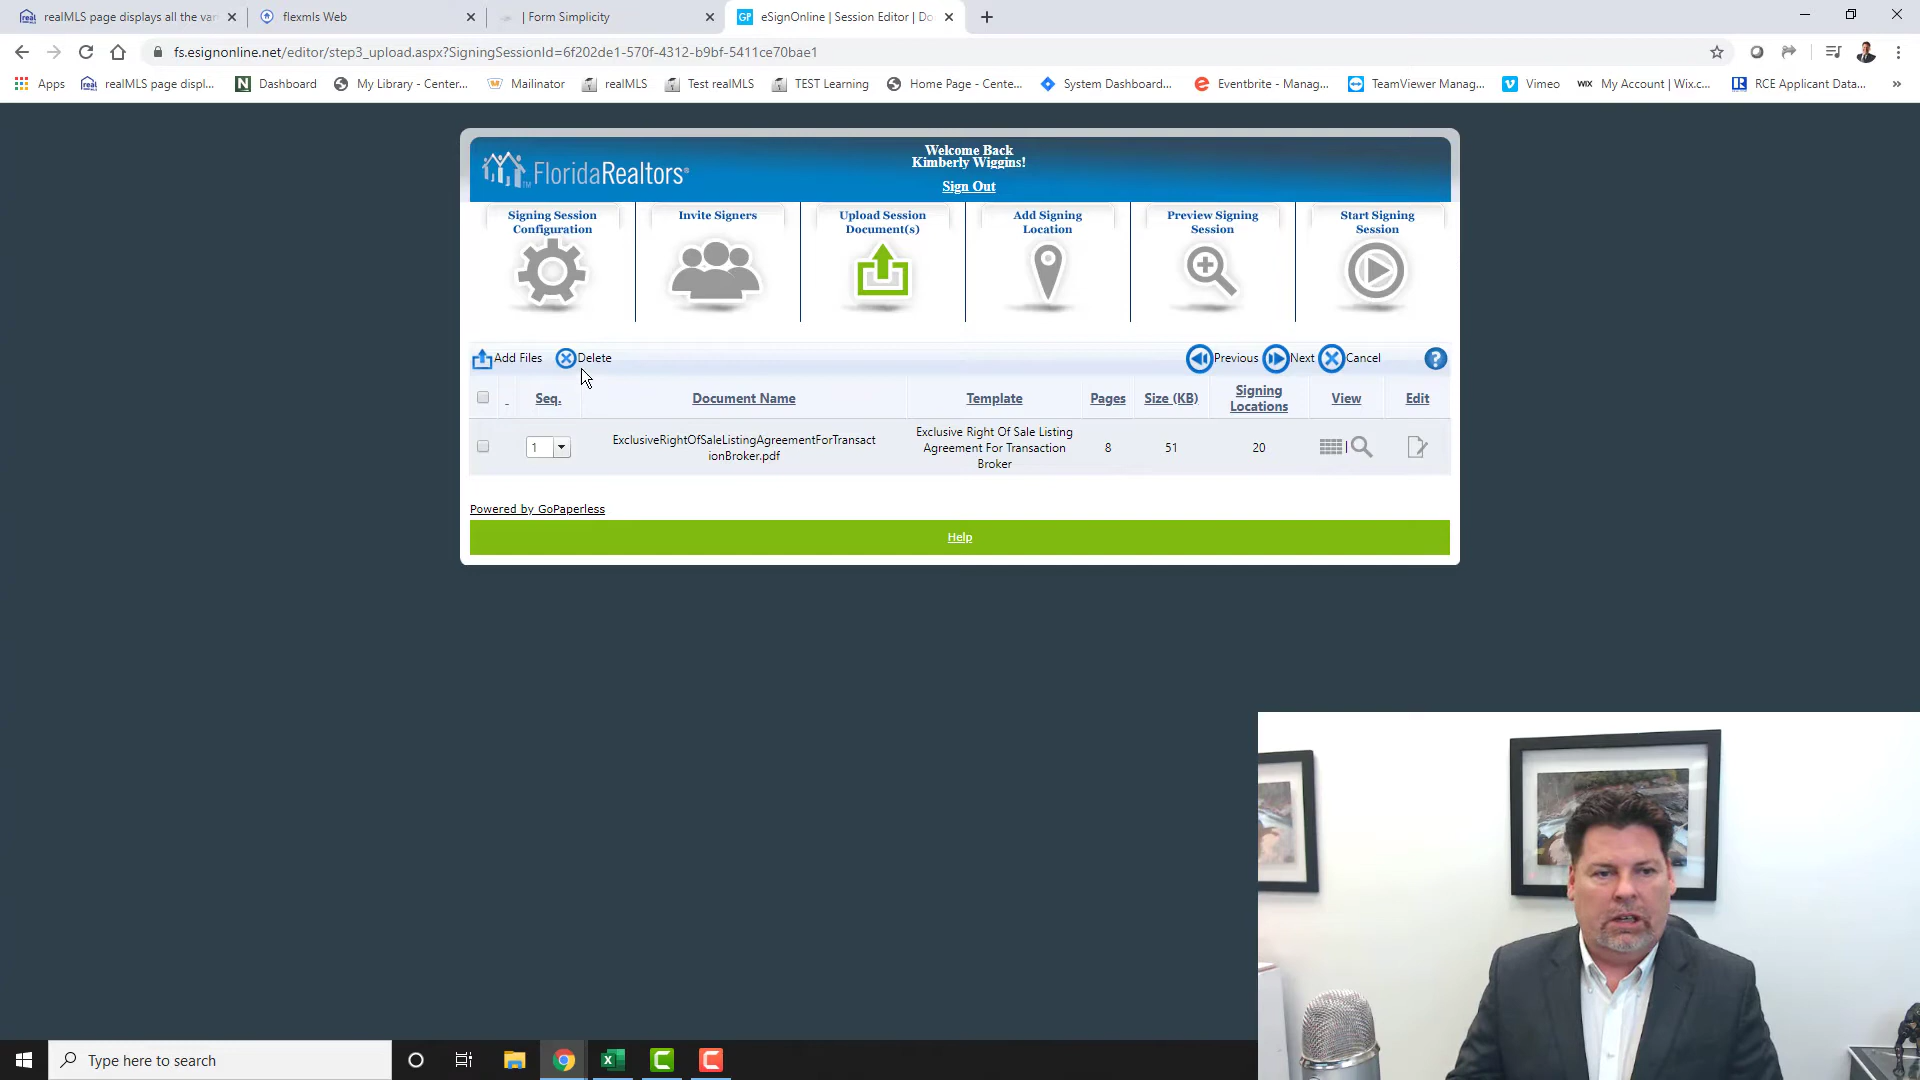 realMLS page displays all the var
flexmls Web
| Form Simplicity
GP
eSignOnline | Session Editor | Do
fs.esignonline.net/editor/step3_upload.aspx?SigningSessionId=6f202de1-570f-4312-b9bf-5411ce70bae1
Apps
realMLS page displ...
Dashboard
My Library - Center...
Mailinator
realMLS
Test realMLS
TEST Learning
Home Page - Cente...
System Dashboard...
Eventbrite - Manag...
TeamViewer Manag...
Vimeo
WIX
My Account | Wix.c...
RCE Applicant Data...
FloridaRealtors®
Welcome Back
Kimberly Wiggins!
Sign Out
Signing Session
Configuration
Invite Signers
Upload Session
Document(s)
Add Signing
Location
Preview Signing
Session
Start Signing
Session
Add Files
Delete
Previous
Next
Cancel
Seq.
Document Name
Template
Pages
Size (KB)
Signing
Locations
View
Edit
1
ExclusiveRightOfSaleListingAgreementForTransact
ionBroker.pdf
Exclusive Right Of Sale Listing
Agreement For Transaction
Broker
8
51
20
Powered by GoPaperless
Help
Type here to search